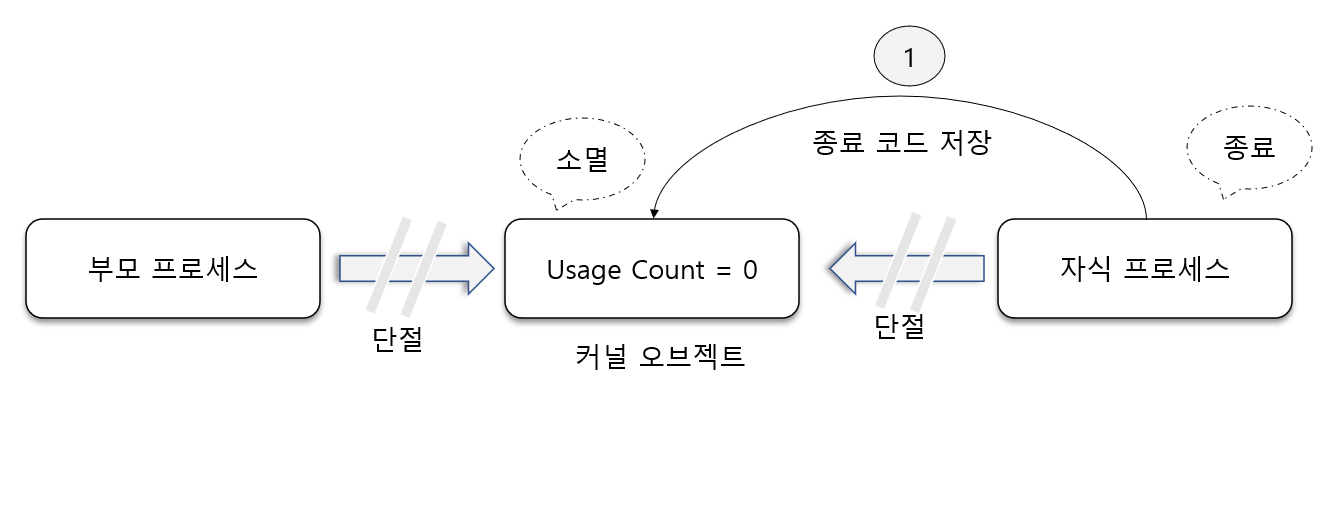 1
종료 코드 저장
소멸
종료
부모 프로세스
Usage Count = 0
자식 프로세스
단절
단절
커널 오브젝트